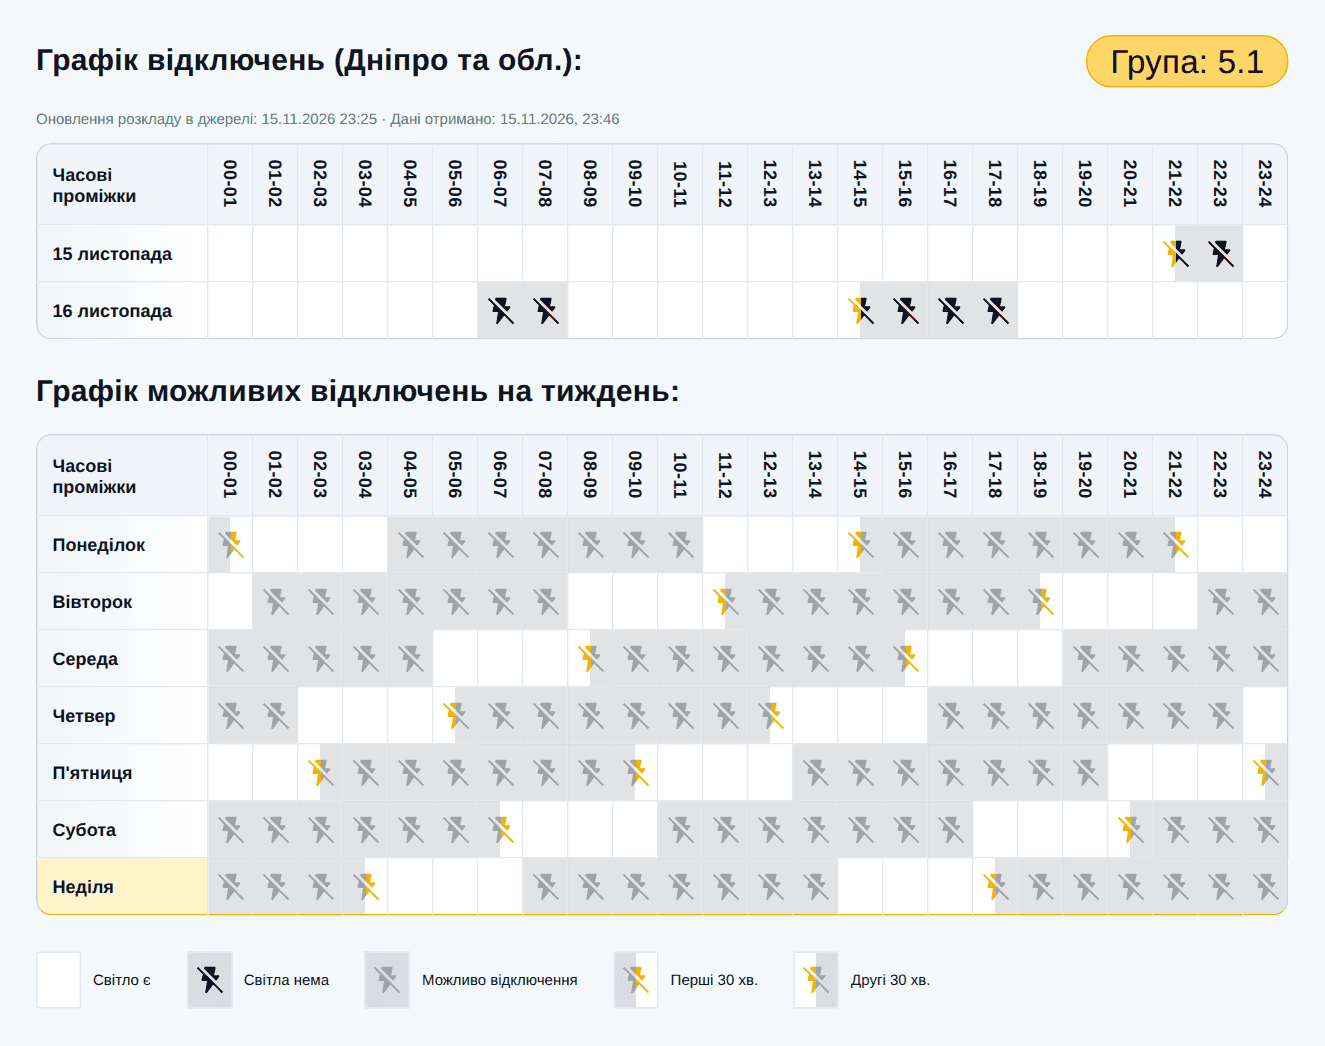 Графік відключень (Дніпро та обл.):
Група: 5.1
Оновлення розкладу в джерелі: 15.11.2026 23:25 · Дані отримано: 15.11.2026, 23:46
Часові проміжки 00-01 01-02 02-03 03-04 04-05 05-06 06-07 07-08 08-09 09-10 10-11 11-12 12-13 13-14 14-15 15-16 16-17 17-18 18-19 19-20 20-21 21-22 22-23 23-24
15 листопада
16 листопада
Графік можливих відключень на тиждень:
Часові проміжки 00-01 01-02 02-03 03-04 04-05 05-06 06-07 07-08 08-09 09-10 10-11 11-12 12-13 13-14 14-15 15-16 16-17 17-18 18-19 19-20 20-21 21-22 22-23 23-24
Понеділок
Вівторок
Середа
Четвер
П'ятниця
Субота
Неділя
Світло є Світла нема Можливо відключення Перші 30 хв. Другі 30 хв.